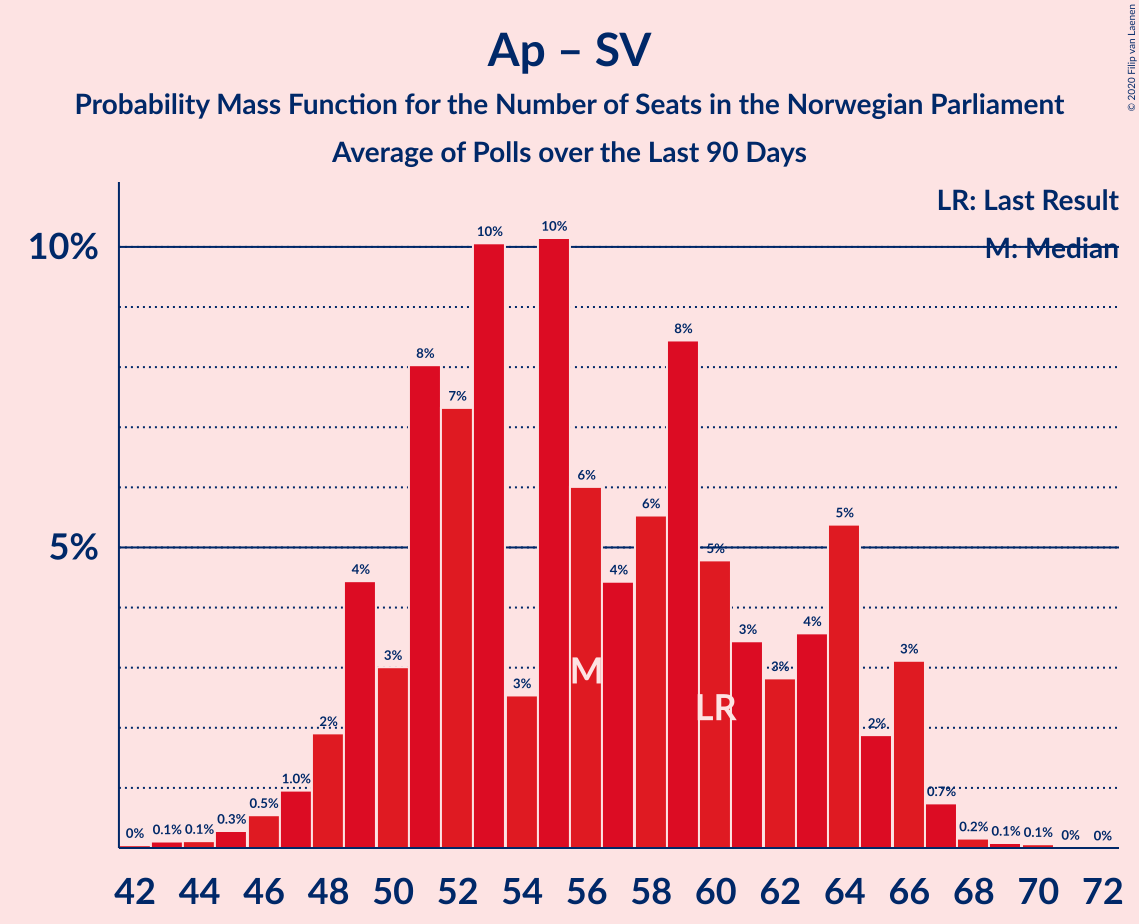 Ap – SV
Probability Mass Function for the Number of Seats in the Norwegian Parliament
Average of Polls over the Last 90 Days
© 2020 Filip van Laenen
LR: Last Result
M: Median
10%
5%
0% 0.1% 0.1% 0.3% 0.5% 1.0% 2% 4% 3% 8% 7% 10% 3% 10% 6% 4% 6% 8% 5% 3% 3% 4% 5% 2% 3% 0.7% 0.2% 0.1% 0.1% 0% 0%
M
LR
42 44 46 48 50 52 54 56 58 60 62 64 66 68 70 72